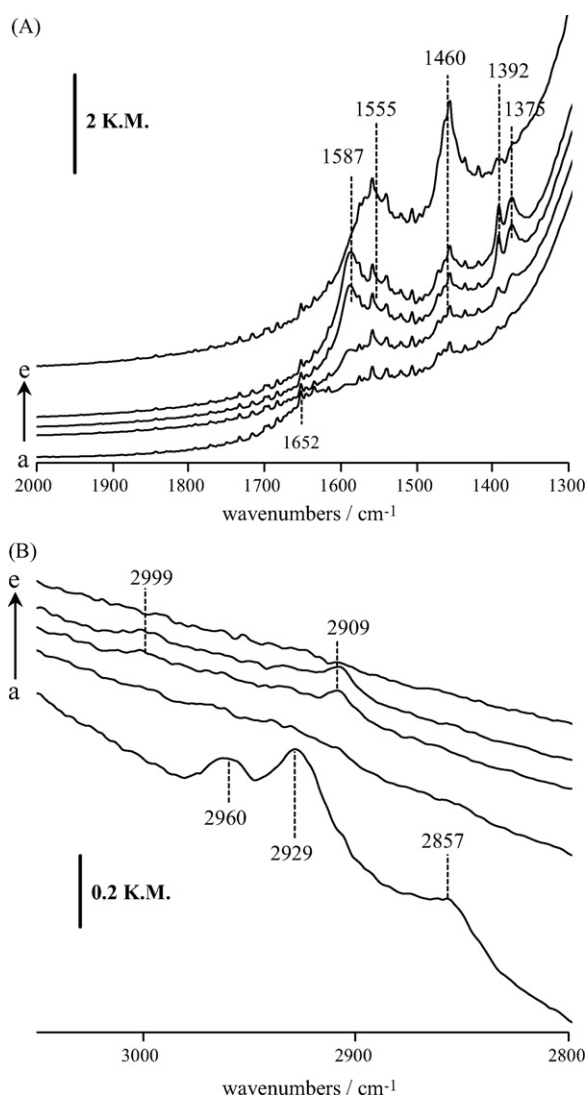 (A)
2 K.M.
1460
1392
1555
1375
1587
e
a
1652
2000 1900 1800 1700 1600 1500 1400 1300
wavenumbers / cm-1
(B)
e
2999
2909
a
2960
2929
2857
0.2 K.M.
3000 2900 2800
wavenumbers / cm-1